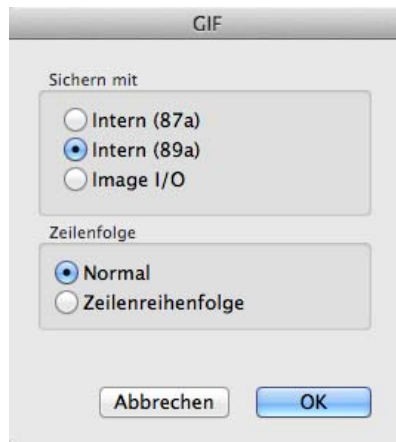 GIF
Sichern mit
Intern (87a)
Intern (89a)
Image I/O
Zeilenfolge
Normal
Zeilenreihenfolge
Abbrechen OK